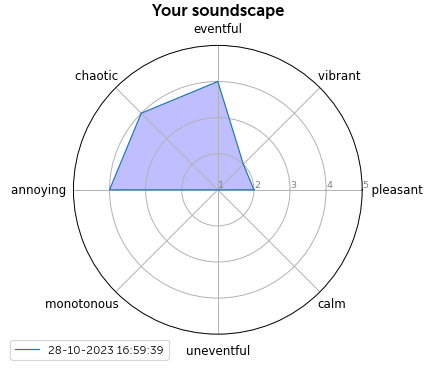 Your soundscape
eventful
chaotic
vibrant
annoying
1 2 3 4 5
pleasant
monotonous
calm
uneventful
28-10-2023 16:59:39